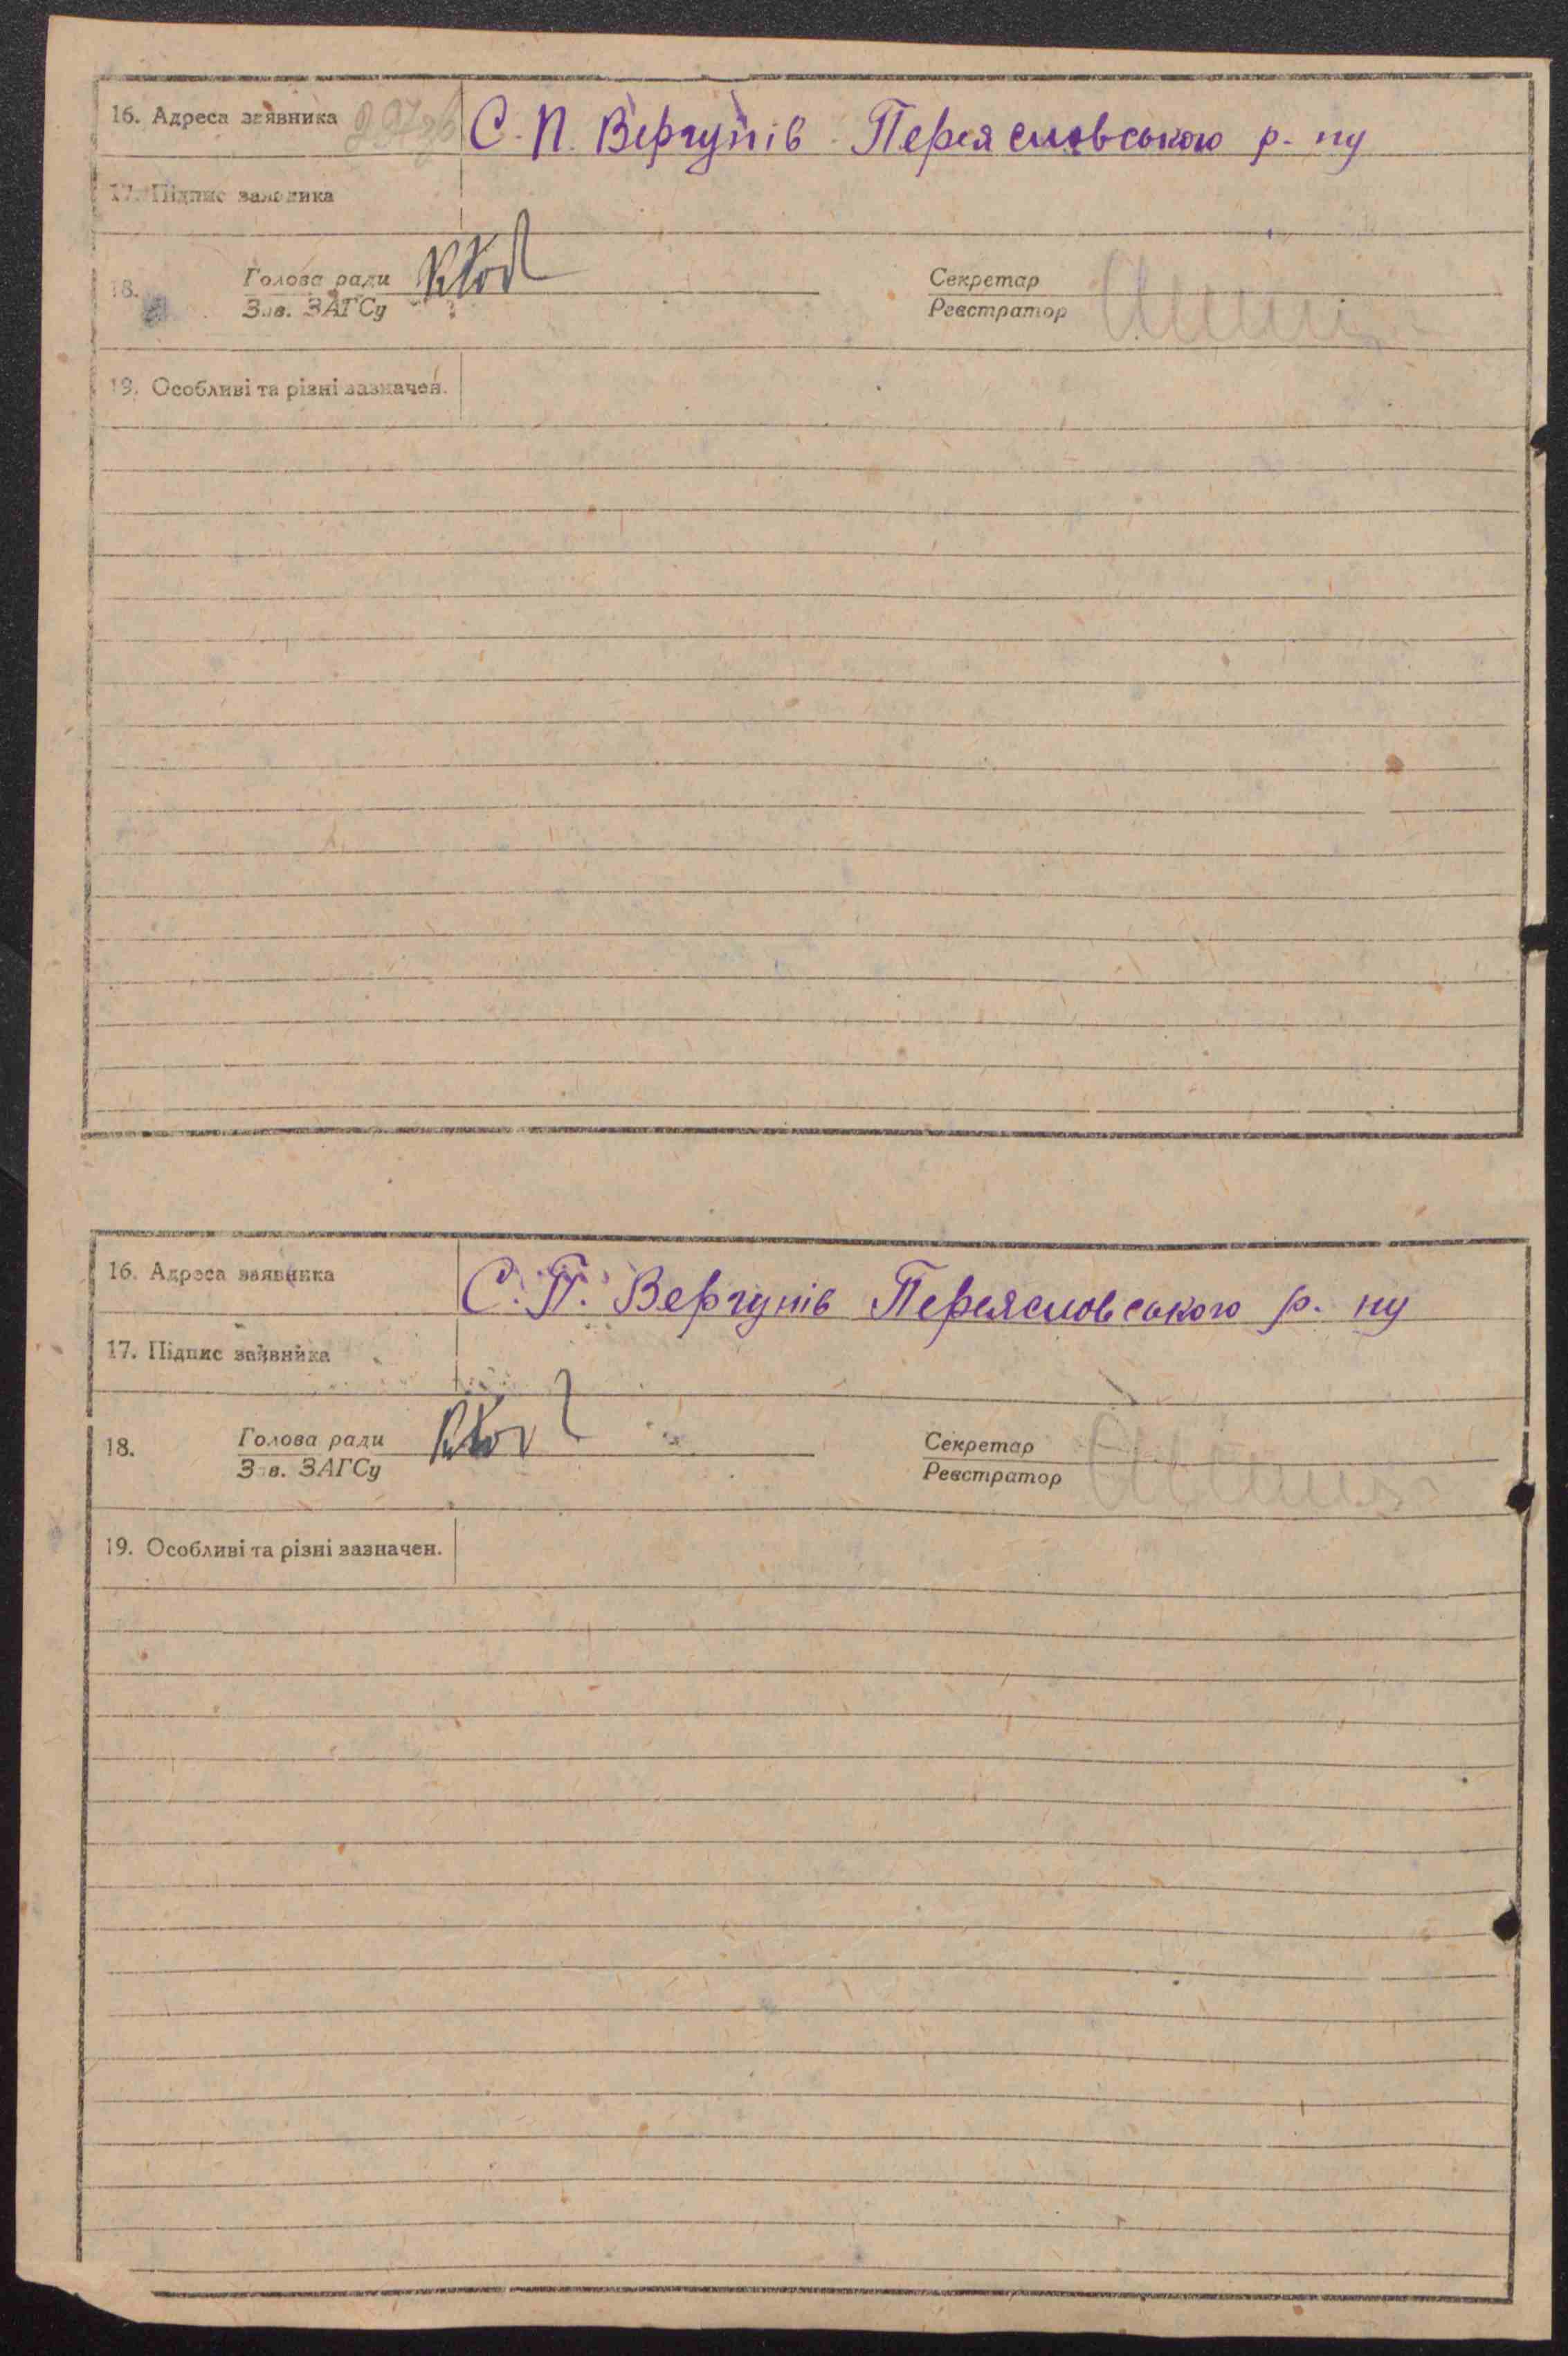 16. Адреса заявника С. П. Вергунів Переясловського р. ну
17. Підпис заявника
18. Голова ради Секретар
Зав. ЗАГСу Реєстратор
19. Особливі та різні зазначен.
16. Адреса заявника С. П. Вергунів Переясловського р. ну
17. Підпис заявника
18. Голова ради Секретар
Зав. ЗАГСу Реєстратор
19. Особливі та різні зазначен.